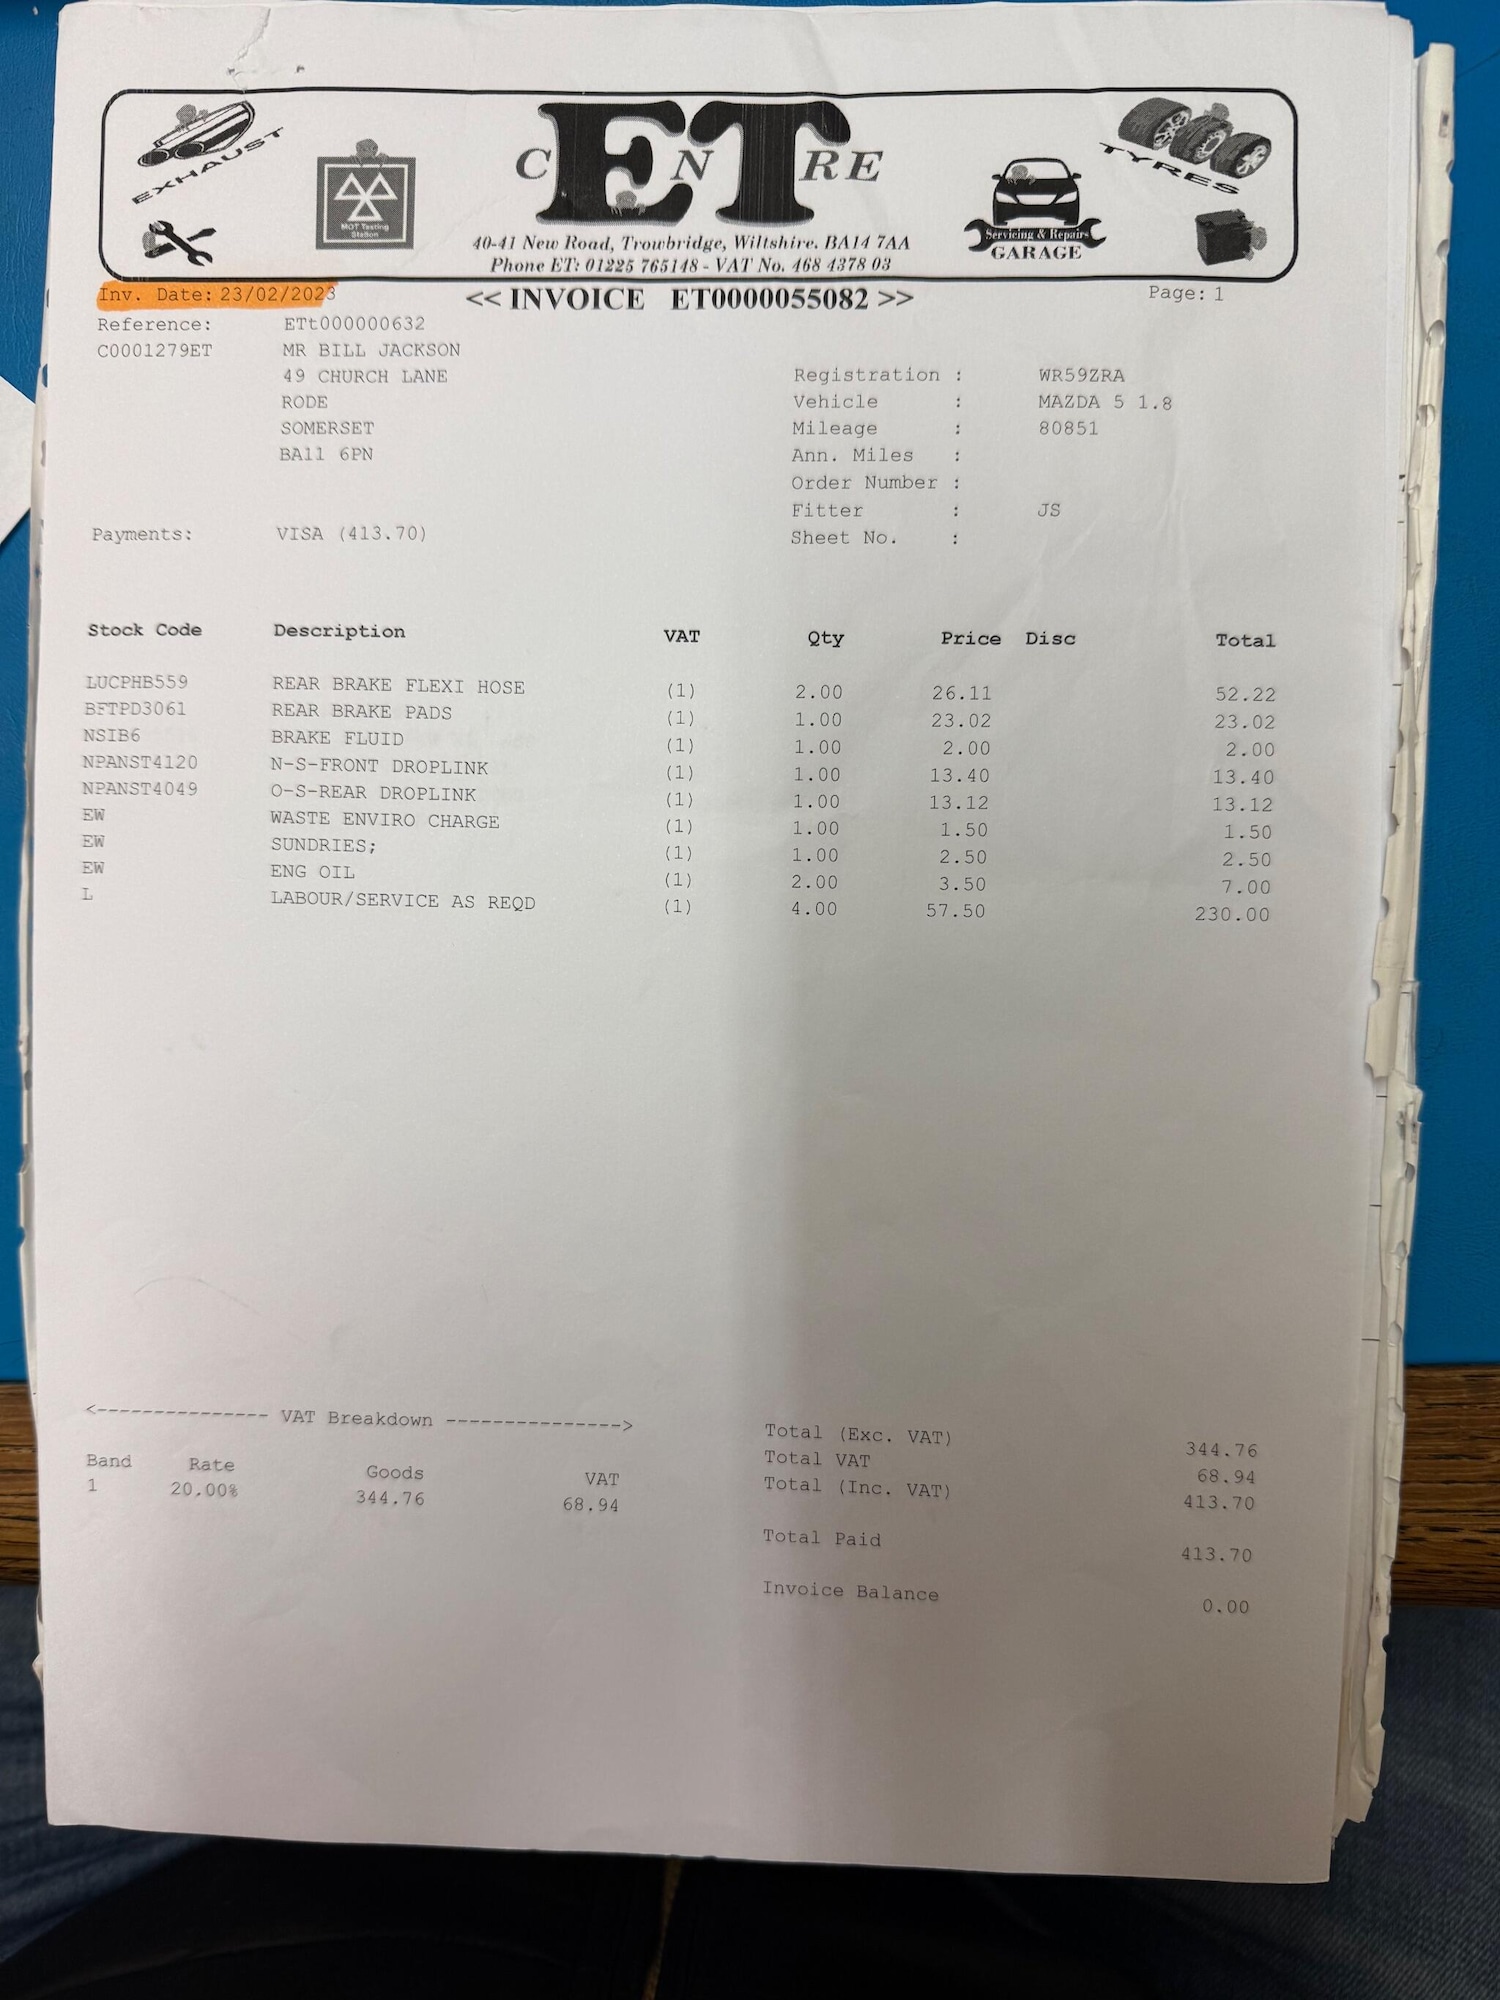 EXHAUST
MOT Testing
Station
CENTRE
TYRES
Servicing & Repairs
GARAGE
40-41 New Road, Trowbridge, Wiltshire. BA14 7AA
Phone ET: 01225 765148 - VAT No. 468 4378 03
Inv. Date: 23/02/2023 << INVOICE ET0000055082 >> Page: 1
Reference: ETt000000632
C0001279ET MR BILL JACKSON
49 CHURCH LANE Registration : WR59ZRA
RODE Vehicle : MAZDA 5 1.8
SOMERSET Mileage : 80851
BA11 6PN Ann. Miles :
Order Number :
Fitter : JS
Payments: VISA (413.70) Sheet No. :
Stock Code Description VAT Qty Price Disc Total
LUCPHB559 REAR BRAKE FLEXI HOSE (1) 2.00 26.11 52.22
BFTPD3061 REAR BRAKE PADS (1) 1.00 23.02 23.02
NSIB6 BRAKE FLUID (1) 1.00 2.00 2.00
NPANST4120 N-S-FRONT DROPLINK (1) 1.00 13.40 13.40
NPANST4049 O-S-REAR DROPLINK (1) 1.00 13.12 13.12
EW WASTE ENVIRO CHARGE (1) 1.00 1.50 1.50
EW SUNDRIES; (1) 1.00 2.50 2.50
EW ENG OIL (1) 2.00 3.50 7.00
L LABOUR/SERVICE AS REQD (1) 4.00 57.50 230.00
<--------------- VAT Breakdown --------------->
Band Rate Goods VAT
1 20.00% 344.76 68.94
Total (Exc. VAT) 344.76
Total VAT 68.94
Total (Inc. VAT) 413.70
Total Paid 413.70
Invoice Balance 0.00